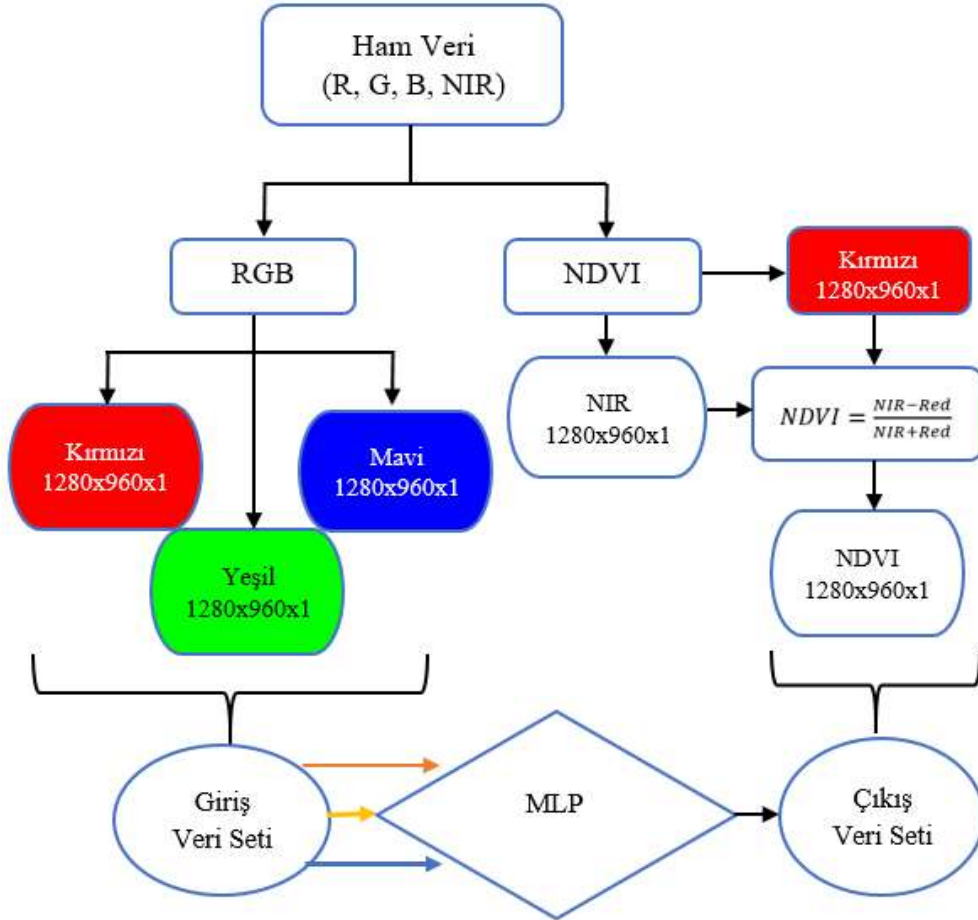 Ham Veri
(R, G, B, NIR)
RGB
NDVI
Kırmızı
1280x960x1
Kırmızı
1280x960x1
Mavi
1280x960x1
Yeşil
1280x960x1
NIR
1280x960x1
NDVI = NIR−Red / NIR+Red
NDVI
1280x960x1
Giriş
Veri Seti
MLP
Çıkış
Veri Seti